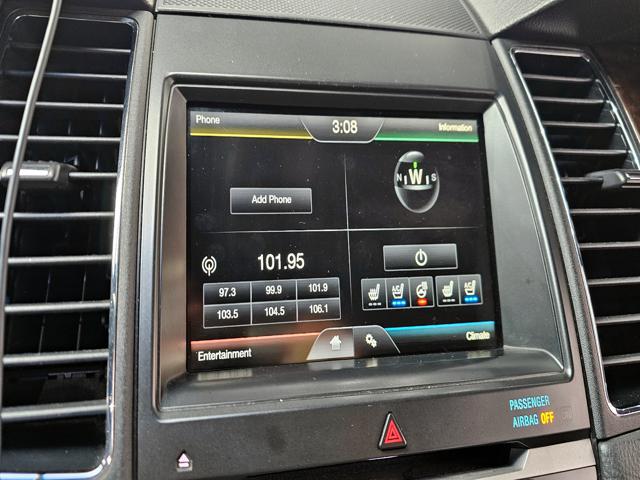 Phone
3:08
Information
N W S
Add Phone
101.95
97.3 99.9 101.9
103.5 104.5 106.1
A/C A/C
Entertainment
Climate
PASSENGER
AIRBAG OFF